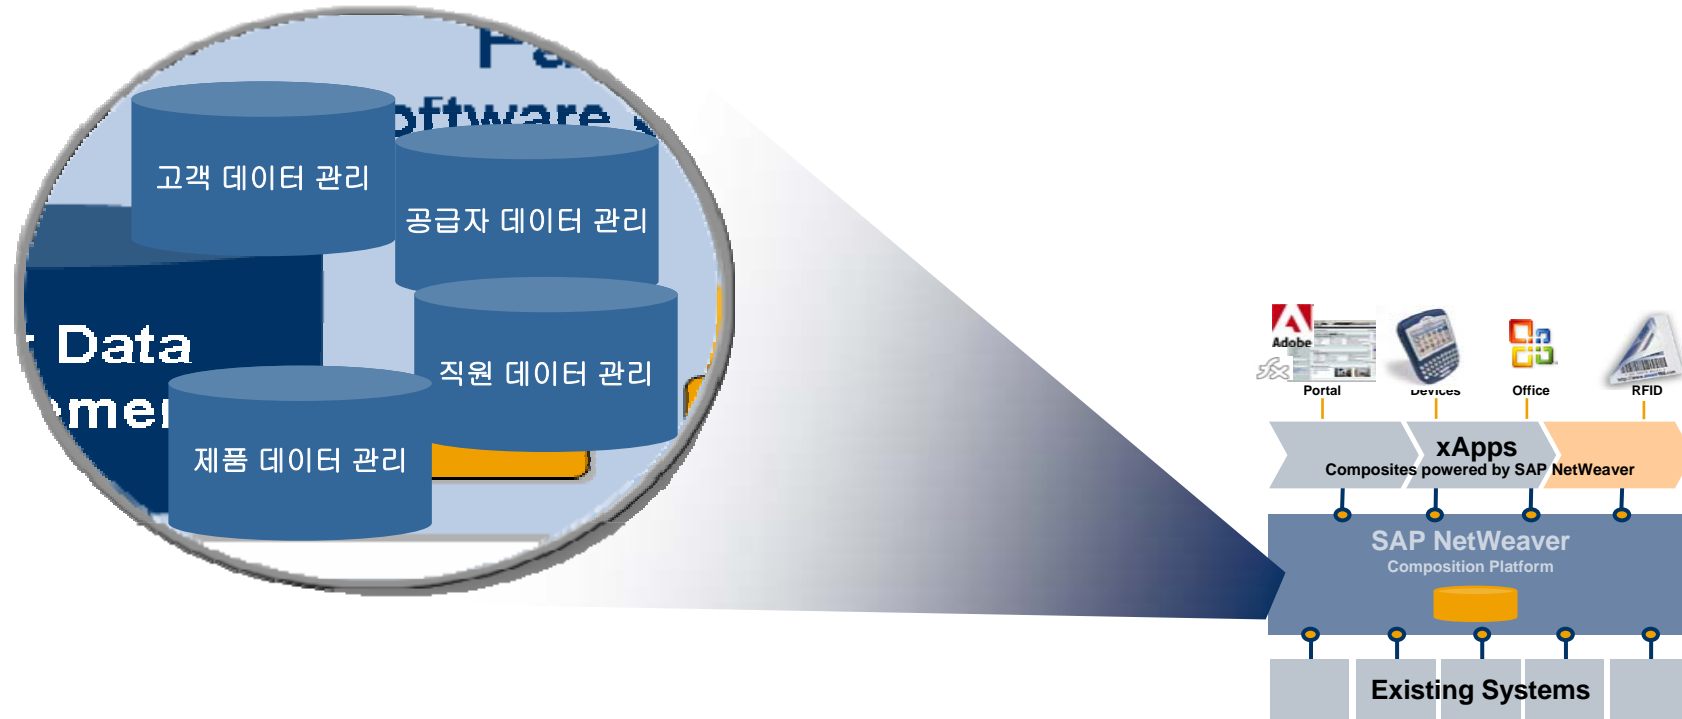 고객 데이터 관리
공급자 데이터 관리
Data
직원 데이터 관리
제품 데이터 관리
Adobe
Portal
Devices
Office
RFID
xApps
Composites powered by SAP NetWeaver
SAP NetWeaver
Composition Platform
Existing Systems